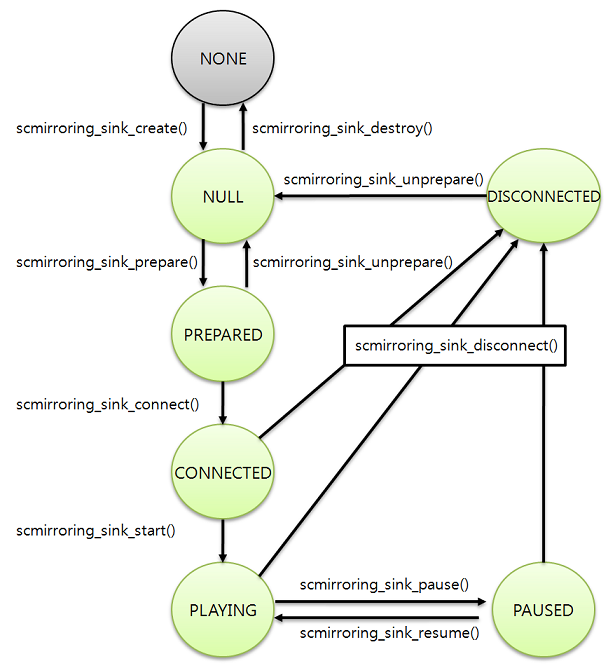 NONE
scmirroring_sink_create()
scmirroring_sink_destroy()
scmirroring_sink_unprepare()
NULL
DISCONNECTED
scmirroring_sink_prepare()
scmirroring_sink_unprepare()
PREPARED
scmirroring_sink_disconnect()
scmirroring_sink_connect()
CONNECTED
scmirroring_sink_start()
scmirroring_sink_pause()
PLAYING
PAUSED
scmirroring_sink_resume()